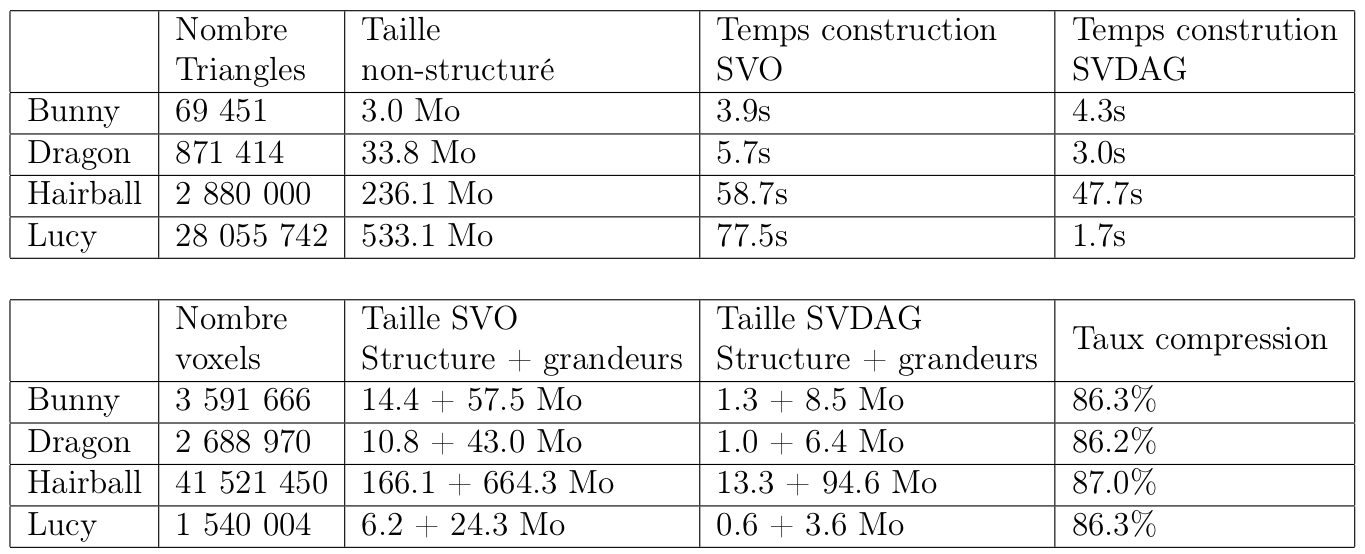 Nombre Triangles | Taille non-structuré | Temps construction SVO | Temps constrution SVDAG
Bunny | 69 451 | 3.0 Mo | 3.9s | 4.3s
Dragon | 871 414 | 33.8 Mo | 5.7s | 3.0s
Hairball | 2 880 000 | 236.1 Mo | 58.7s | 47.7s
Lucy | 28 055 742 | 533.1 Mo | 77.5s | 1.7s
Nombre voxels | Taille SVO Structure + grandeurs | Taille SVDAG Structure + grandeurs | Taux compression
Bunny | 3 591 666 | 14.4 + 57.5 Mo | 1.3 + 8.5 Mo | 86.3%
Dragon | 2 688 970 | 10.8 + 43.0 Mo | 1.0 + 6.4 Mo | 86.2%
Hairball | 41 521 450 | 166.1 + 664.3 Mo | 13.3 + 94.6 Mo | 87.0%
Lucy | 1 540 004 | 6.2 + 24.3 Mo | 0.6 + 3.6 Mo | 86.3%